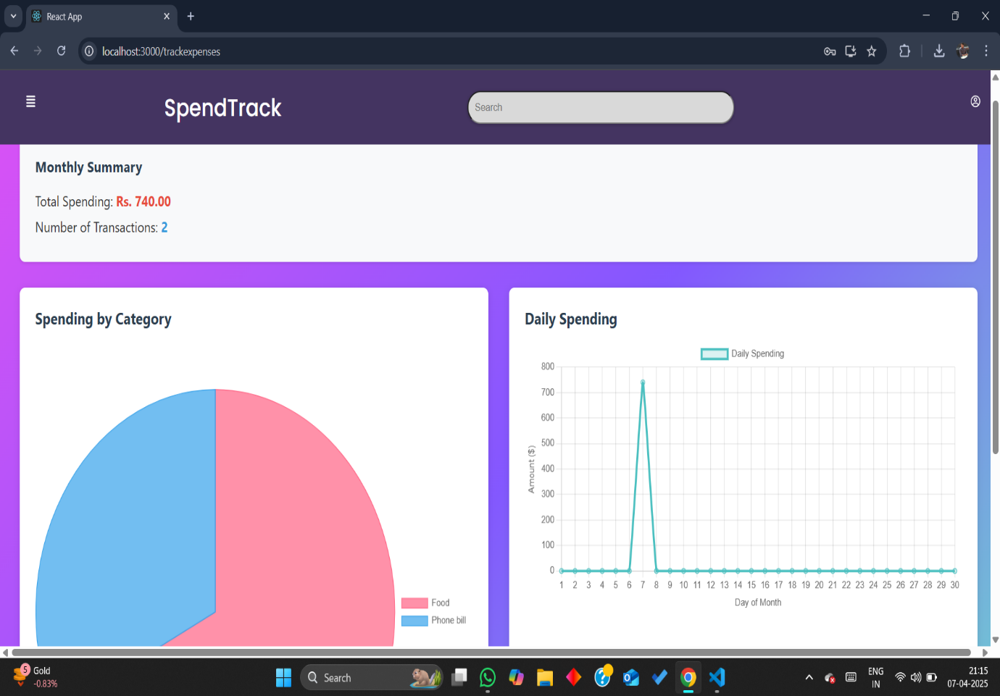 React App
localhost:3000/trackexpenses
SpendTrack
Search
Monthly Summary
Total Spending: Rs. 740.00
Number of Transactions: 2
Spending by Category
Food
Phone bill
Daily Spending
Daily Spending
800
700
600
500
400
300
200
100
0
Amount ($)
1 2 3 4 5 6 7 8 9 10 11 12 13 14 15 16 17 18 19 20 21 22 23 24 25 26 27 28 29 30
Day of Month
5
Gold
-0.83%
Search
ENG
IN
21:15
07-04-2025